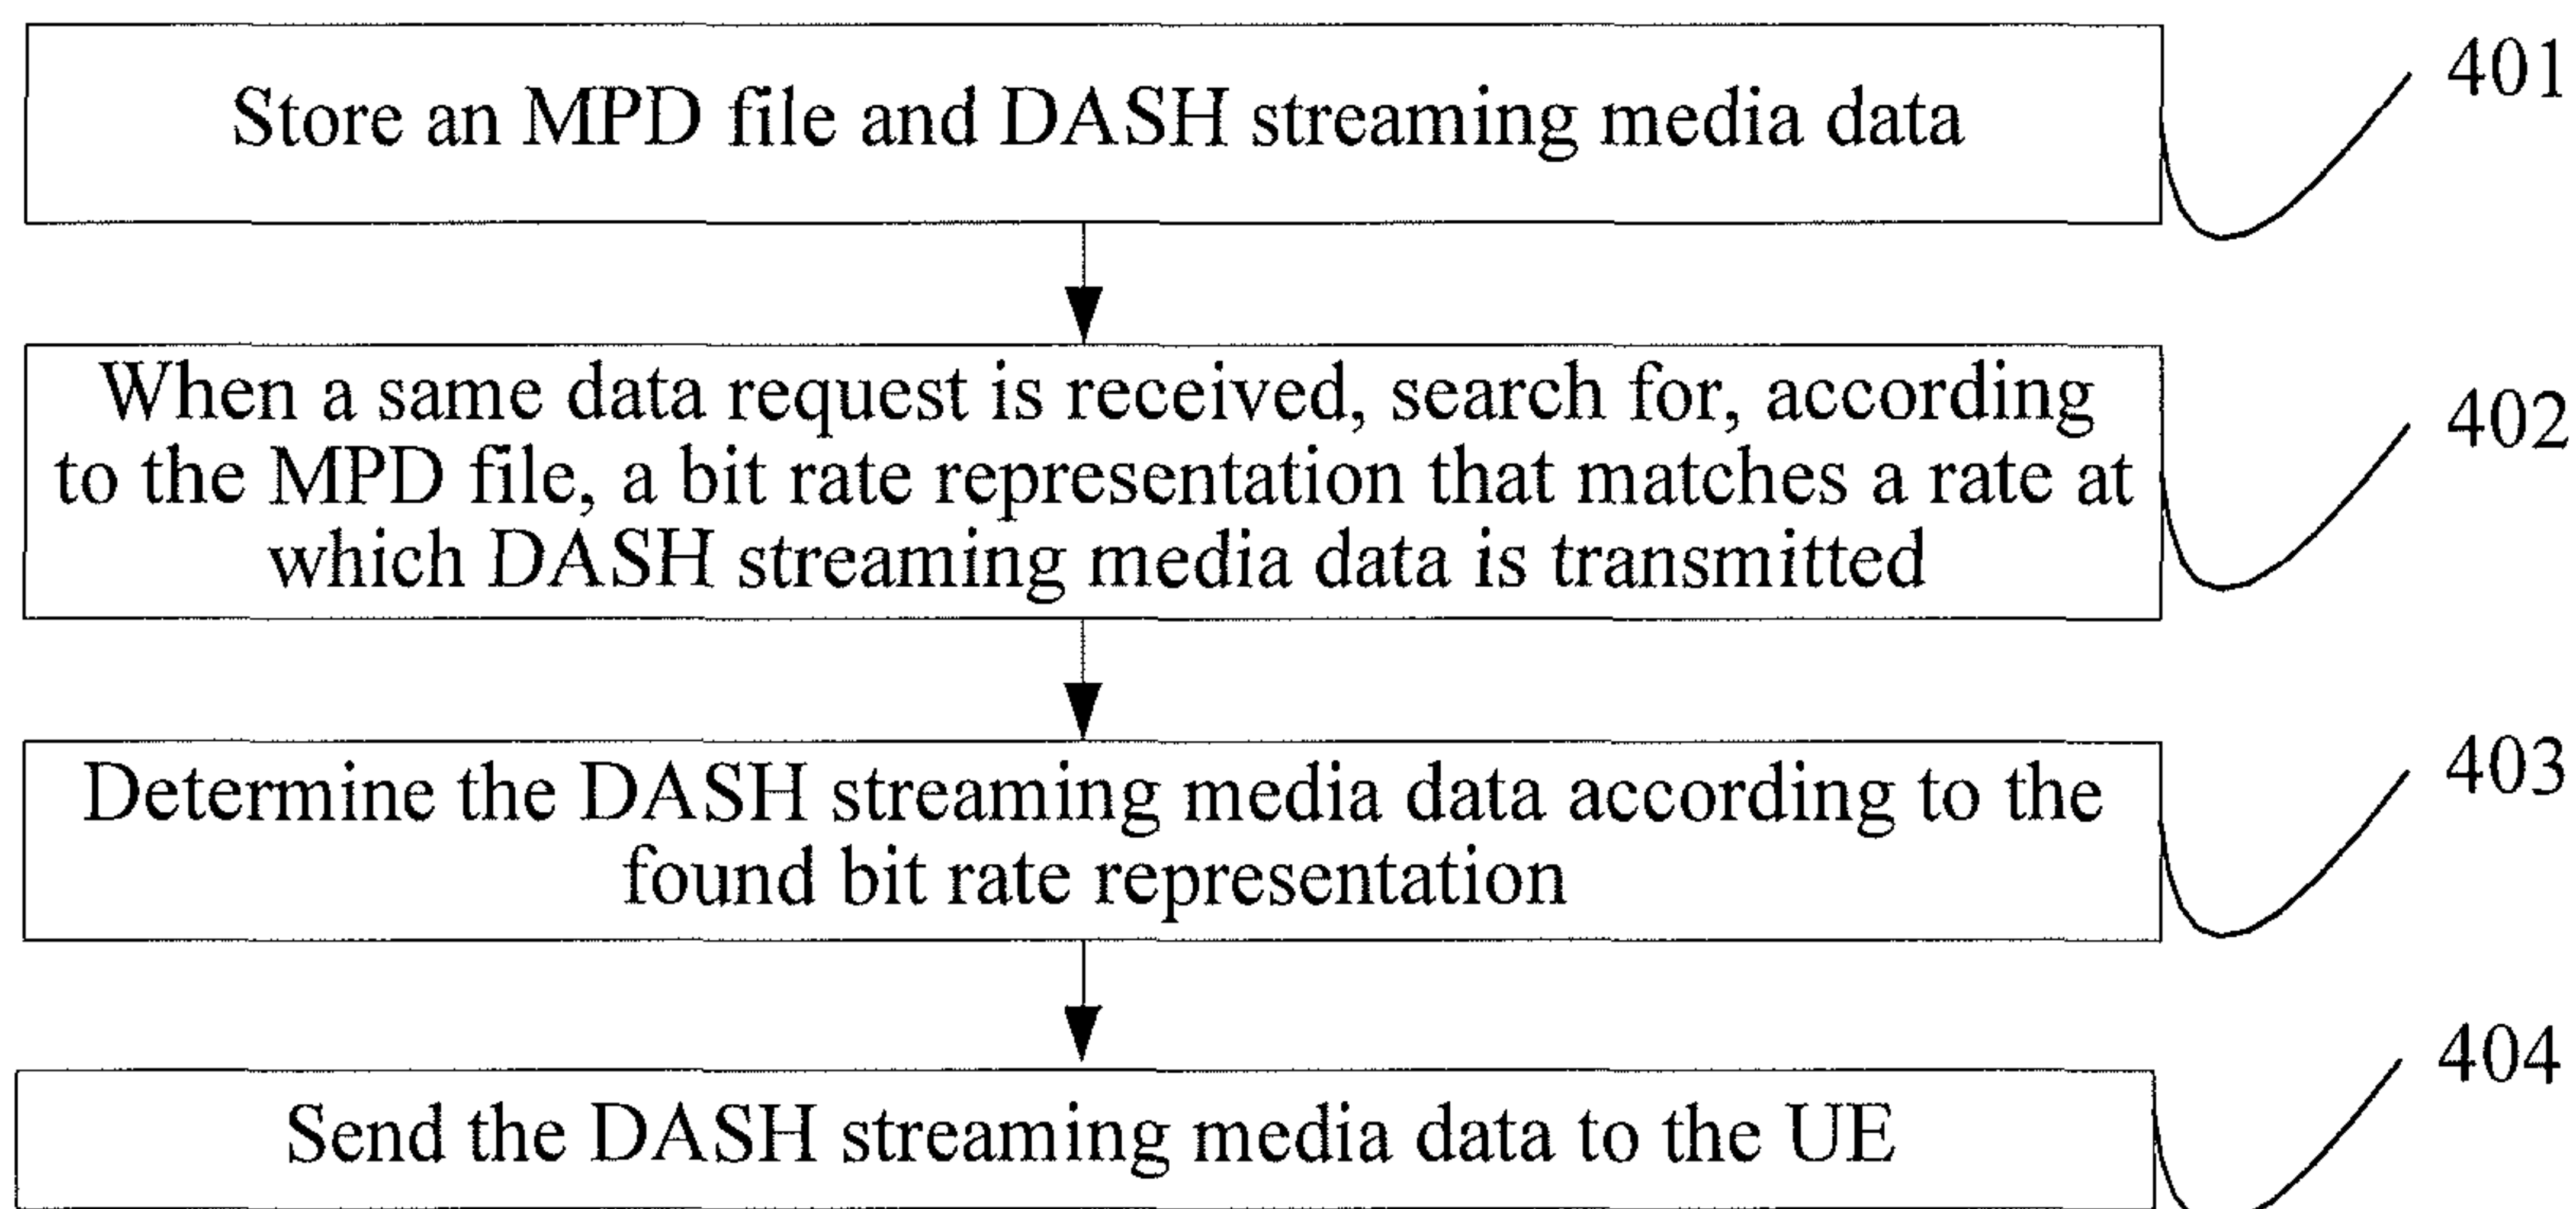 Store an MPD file and DASH streaming media data
401
When a same data request is received, search for, according
to the MPD file, a bit rate representation that matches a rate at
which DASH streaming media data is transmitted
402
Determine the DASH streaming media data according to the
found bit rate representation
403
Send the DASH streaming media data to the UE
404